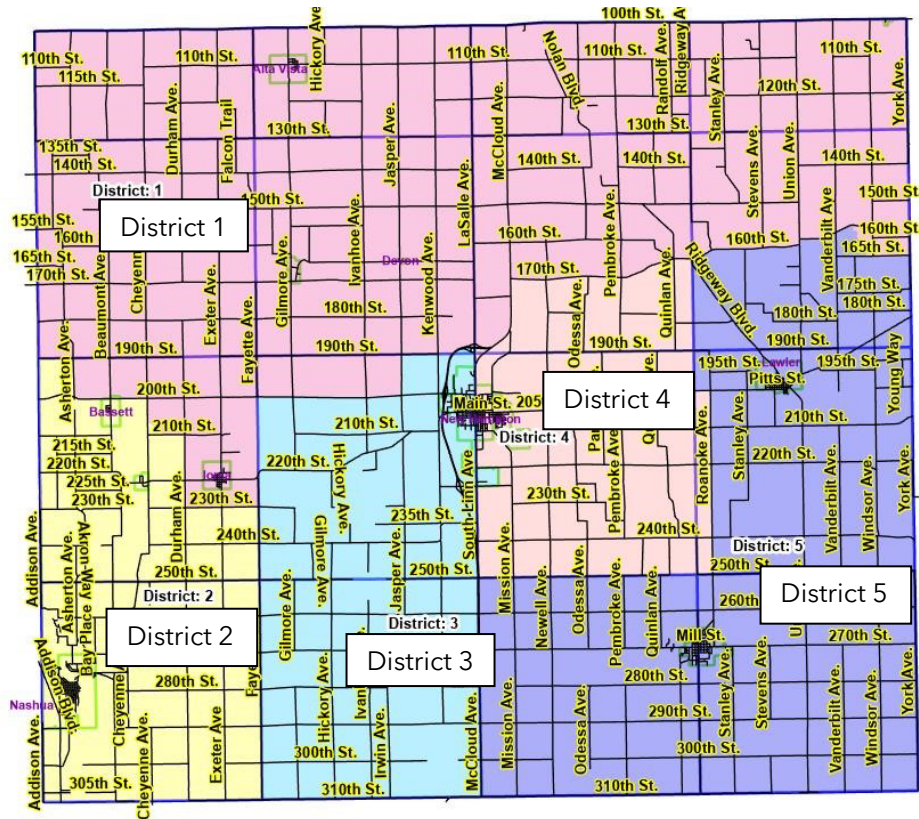 100th St.
110th St.
110th St.
Hickory Ave.
110th St.
Nolan Blvd.
110th St.
Randolf Ave.
Ridgeway Av
110th St.
115th St.
Alta Vista
Stanley Ave.
120th St.
York Ave.
Durham Ave.
Falcon Trail
130th St.
Jasper Ave.
McCloud Ave.
130th St.
135th St.
140th St.
140th St.
140th St.
140th St.
Stevens Ave.
Union Ave.
District: 1
150th St.
Ivanhoe Ave.
LaSalle Ave.
Pembroke Ave.
Vanderbilt Ave
150th St.
155th St.
District 1
160th
160th St.
160th St.
160th St.
165th St.
165th St.
170th St.
Beaumont Ave.
Cheyenn
Exeter Ave.
Gilmore Ave.
Devon
Kenwood Ave.
170th St.
Quinlan Ave.
Ridgeway Blvd.
175th St.
180th St.
180th St.
180th St.
Fayette Ave.
Odessa Ave.
190th St.
190th St.
190th St.
190th St.
Asherton Ave.
195th St.
Lawler
195th St.
Young Way
200th St.
Pitts St.
Bassett
Main St.
205
District 4
210th St.
210th St.
210th St.
District: 4
215th St.
220th St.
220th St.
Hickory Ave.
Pembroke Ave.
Roanoke Ave.
Stanley Ave.
220th St.
225th St.
230th St.
230th St.
230th St.
Vanderbilt Ave.
Windsor Ave.
York Ave.
Durham Ave.
235th St.
South Linn Ave.
240th St.
240th St.
Addison Ave.
Asherton Ave.
Akron Way
Gilmore Ave.
250th St.
250th St.
Jasper Ave.
Mission Ave.
District: 5
250th St.
District: 2
Bay Place
Gilmore Ave.
District: 3
Newell Ave.
Odessa Ave.
Pembroke Ave.
Quinlan Ave.
260th
District 5
District 2
District 3
Mill St.
270th St.
Addison Blvd.
280th St.
280th St.
Nashua
Cheyenne
Hickory Ave.
Stanley Ave.
Stevens Ave.
Vanderbilt Ave.
Windsor Ave.
York Ave.
290th St.
Addison Ave.
Cheyenne Ave.
Exeter Ave.
300th St.
Irwin Ave.
McCloud Ave.
Mission Ave.
Odessa Ave.
300th St.
305th St.
310th St.
310th St.